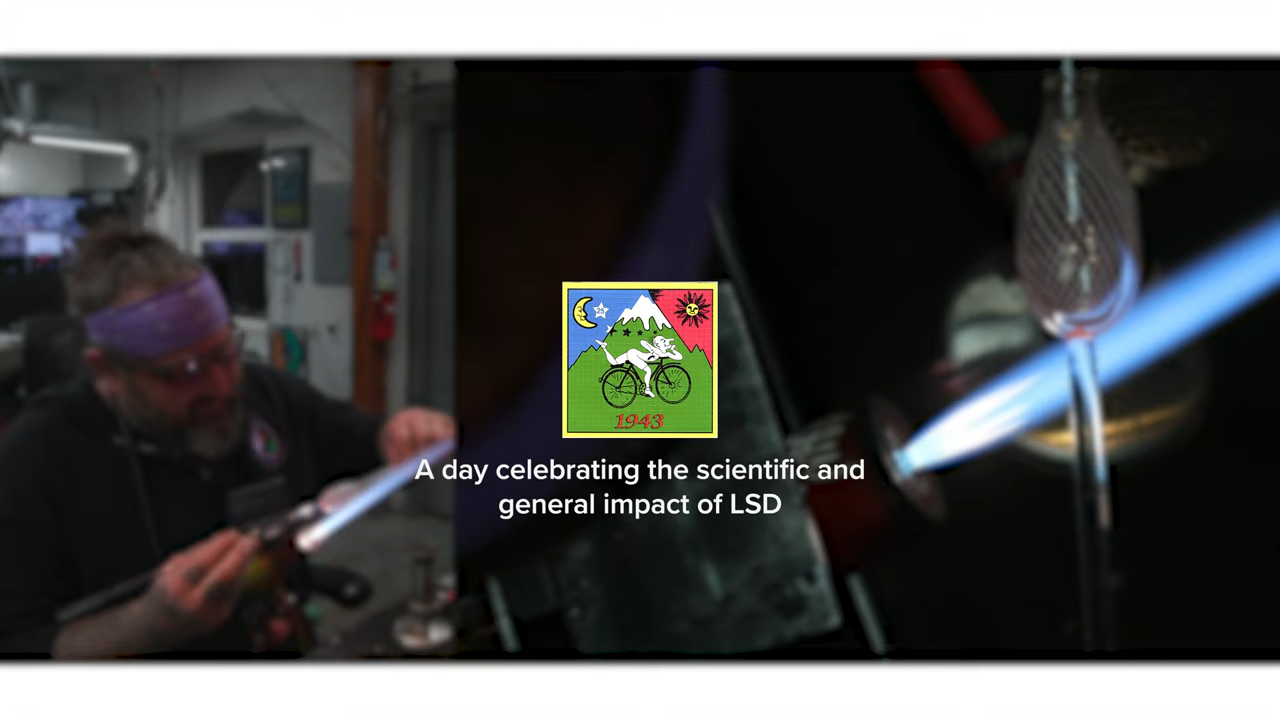 1943
A day celebrating the scientific and
general impact of LSD